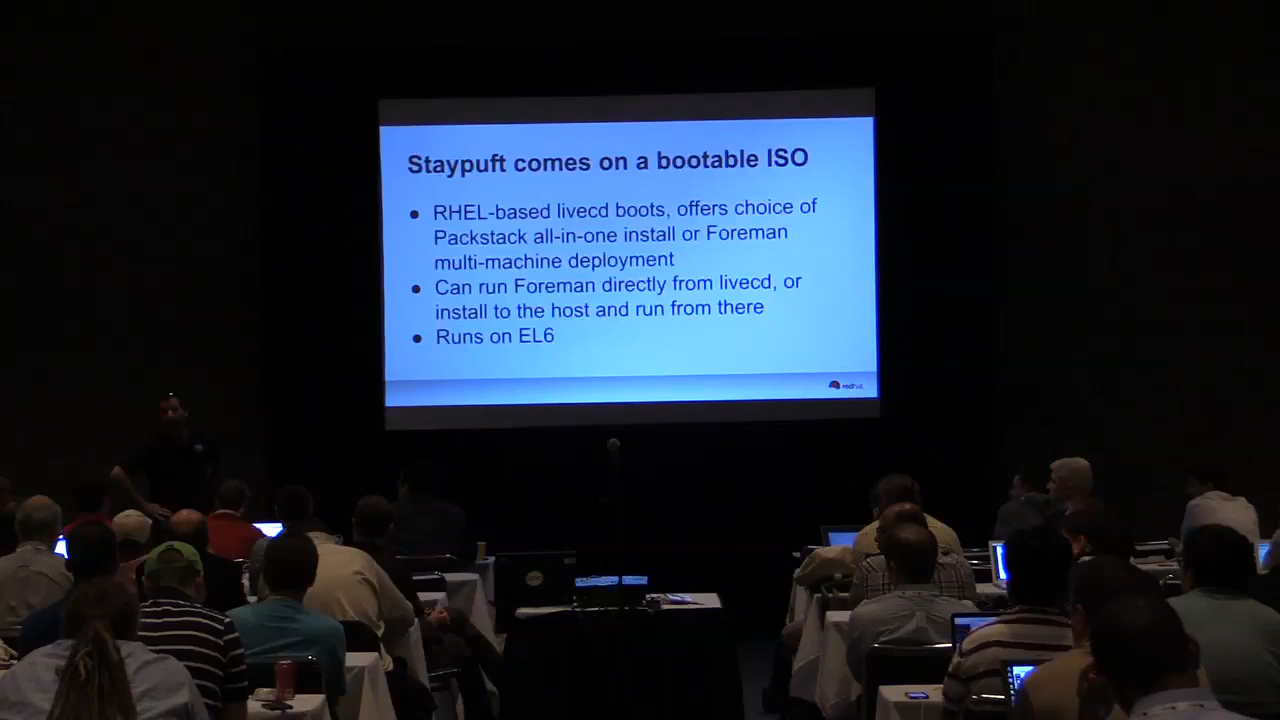 Staypuft comes on a bootable ISO
● RHEL-based livecd boots, offers choice of
Packstack all-in-one install or Foreman
multi-machine deployment
● Can run Foreman directly from livecd, or
install to the host and run from there
● Runs on EL6
redhat